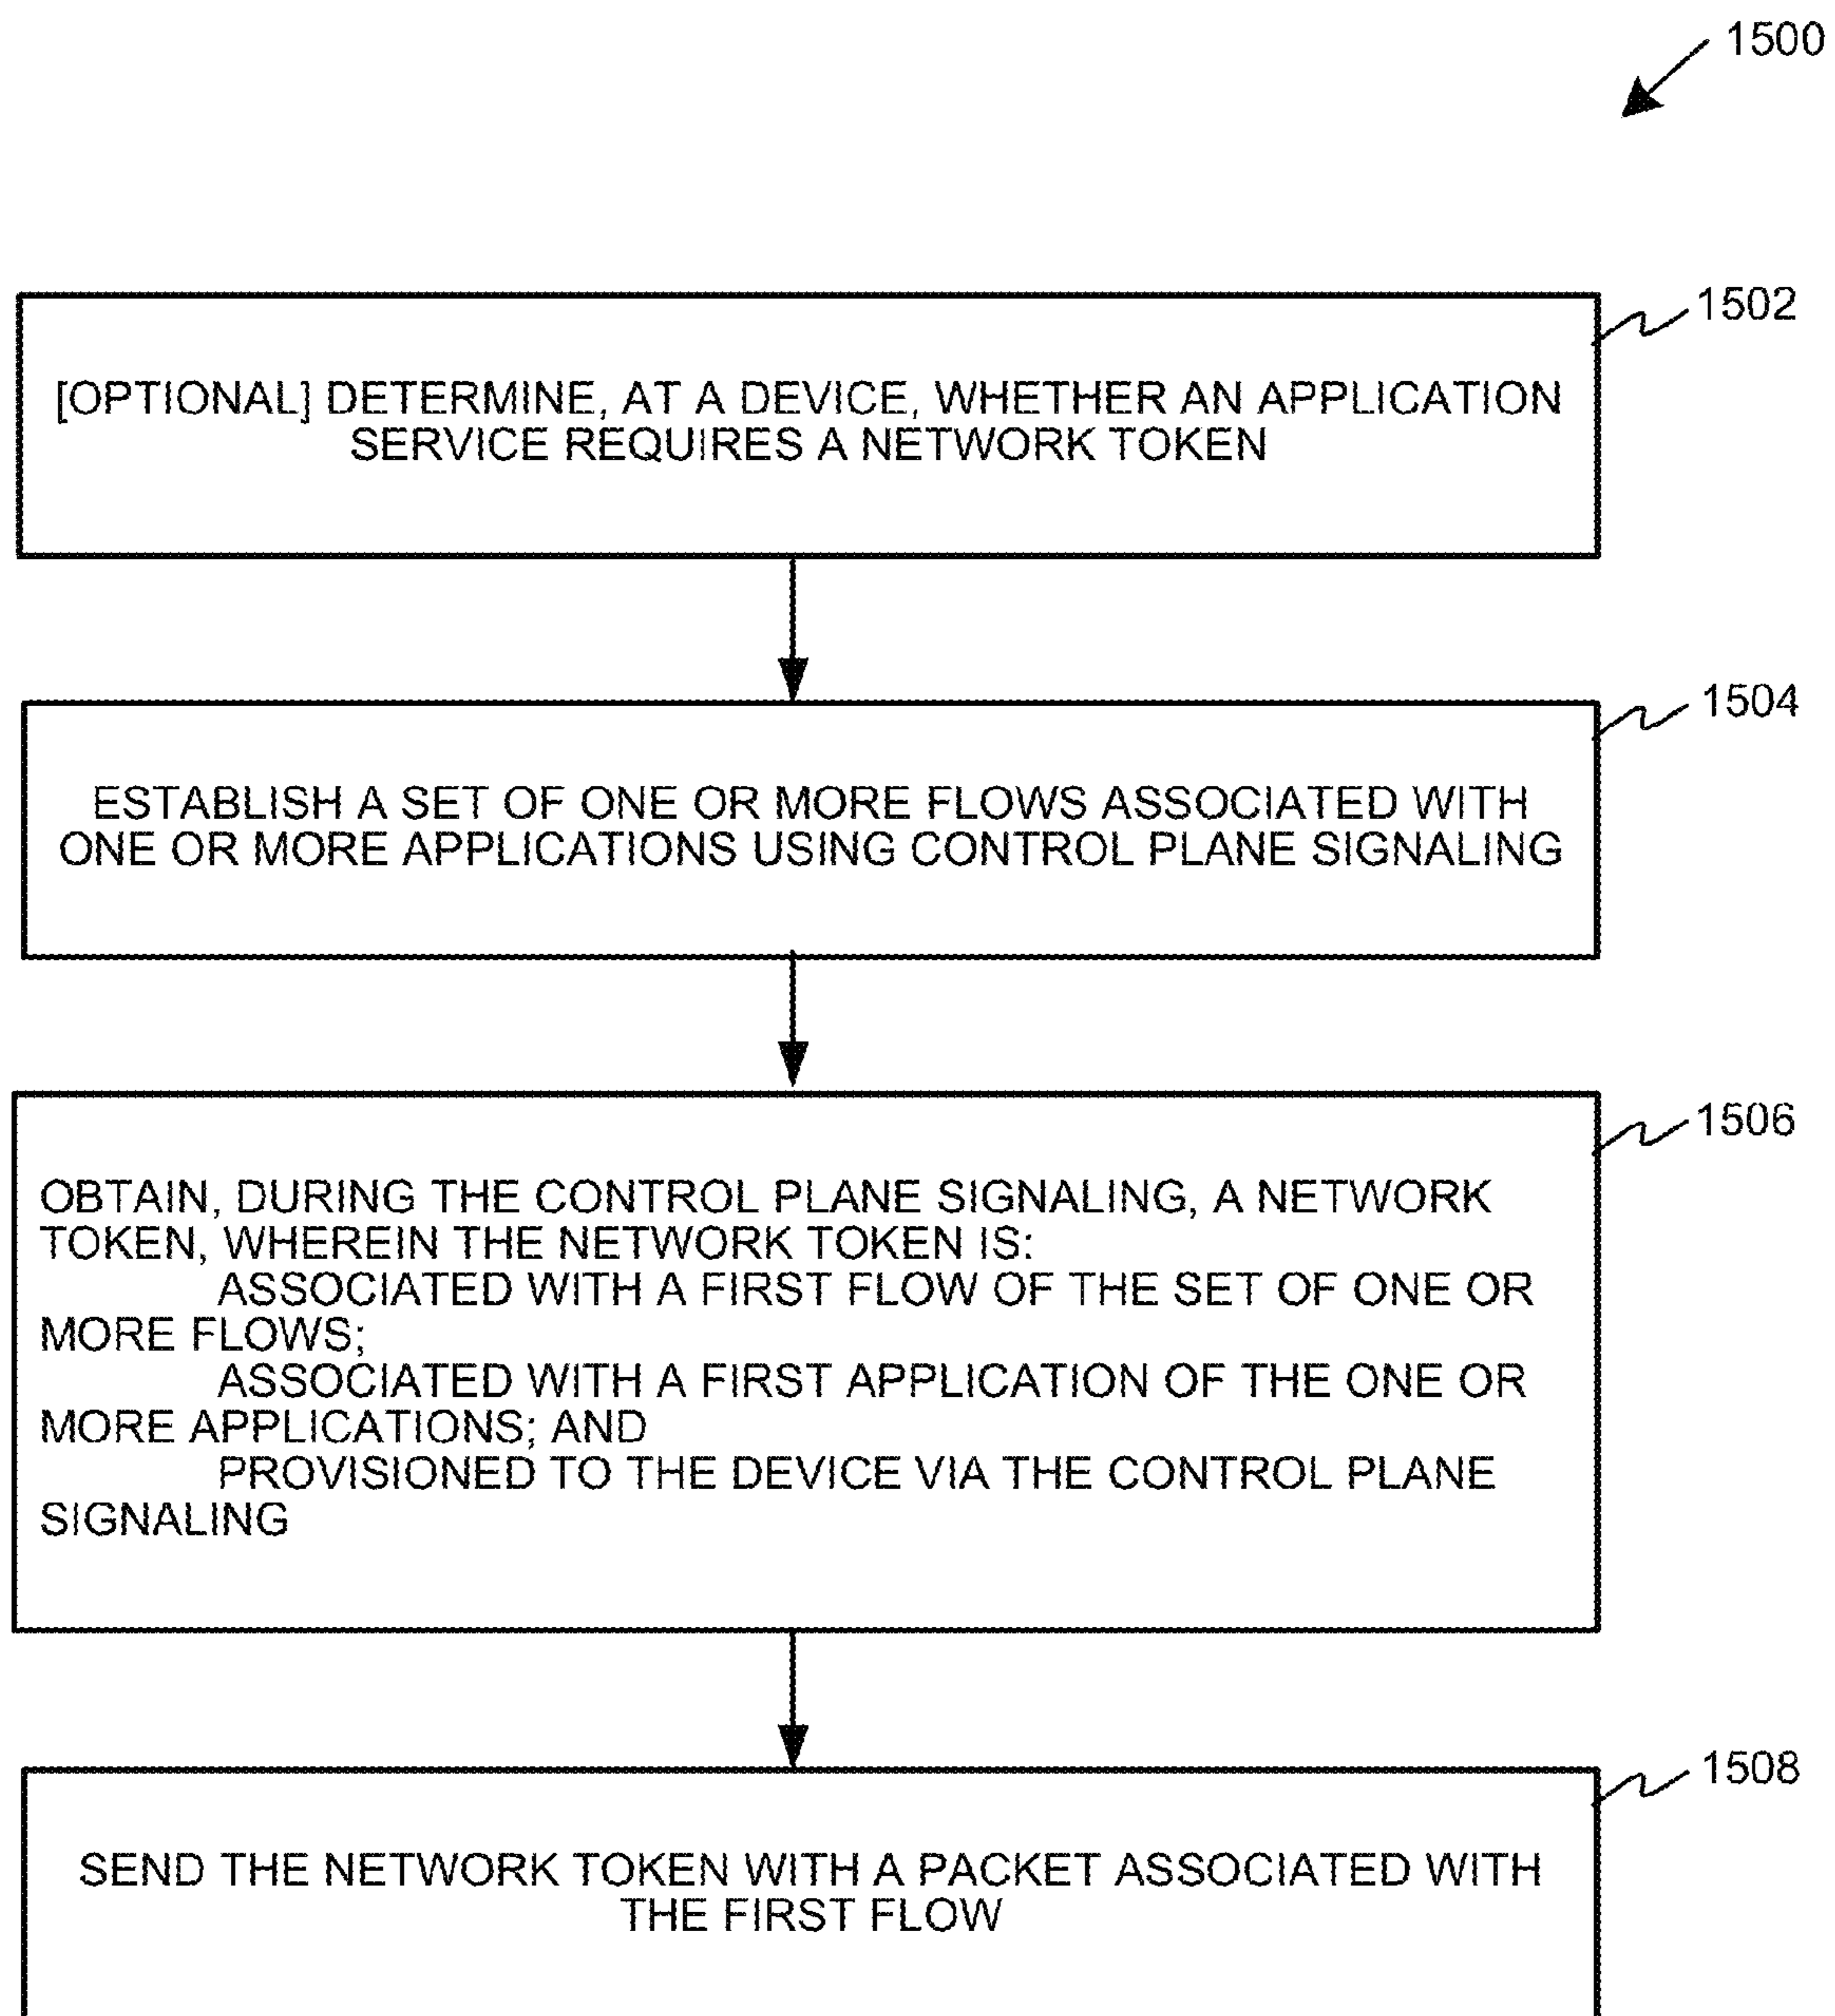 1500
1502
[OPTIONAL] DETERMINE, AT A DEVICE, WHETHER AN APPLICATION
SERVICE REQUIRES A NETWORK TOKEN
1504
ESTABLISH A SET OF ONE OR MORE FLOWS ASSOCIATED WITH
ONE OR MORE APPLICATIONS USING CONTROL PLANE SIGNALING
1506
OBTAIN, DURING THE CONTROL PLANE SIGNALING, A NETWORK
TOKEN, WHEREIN THE NETWORK TOKEN IS:
ASSOCIATED WITH A FIRST FLOW OF THE SET OF ONE OR
MORE FLOWS;
ASSOCIATED WITH A FIRST APPLICATION OF THE ONE OR
MORE APPLICATIONS; AND
PROVISIONED TO THE DEVICE VIA THE CONTROL PLANE
SIGNALING
1508
SEND THE NETWORK TOKEN WITH A PACKET ASSOCIATED WITH
THE FIRST FLOW